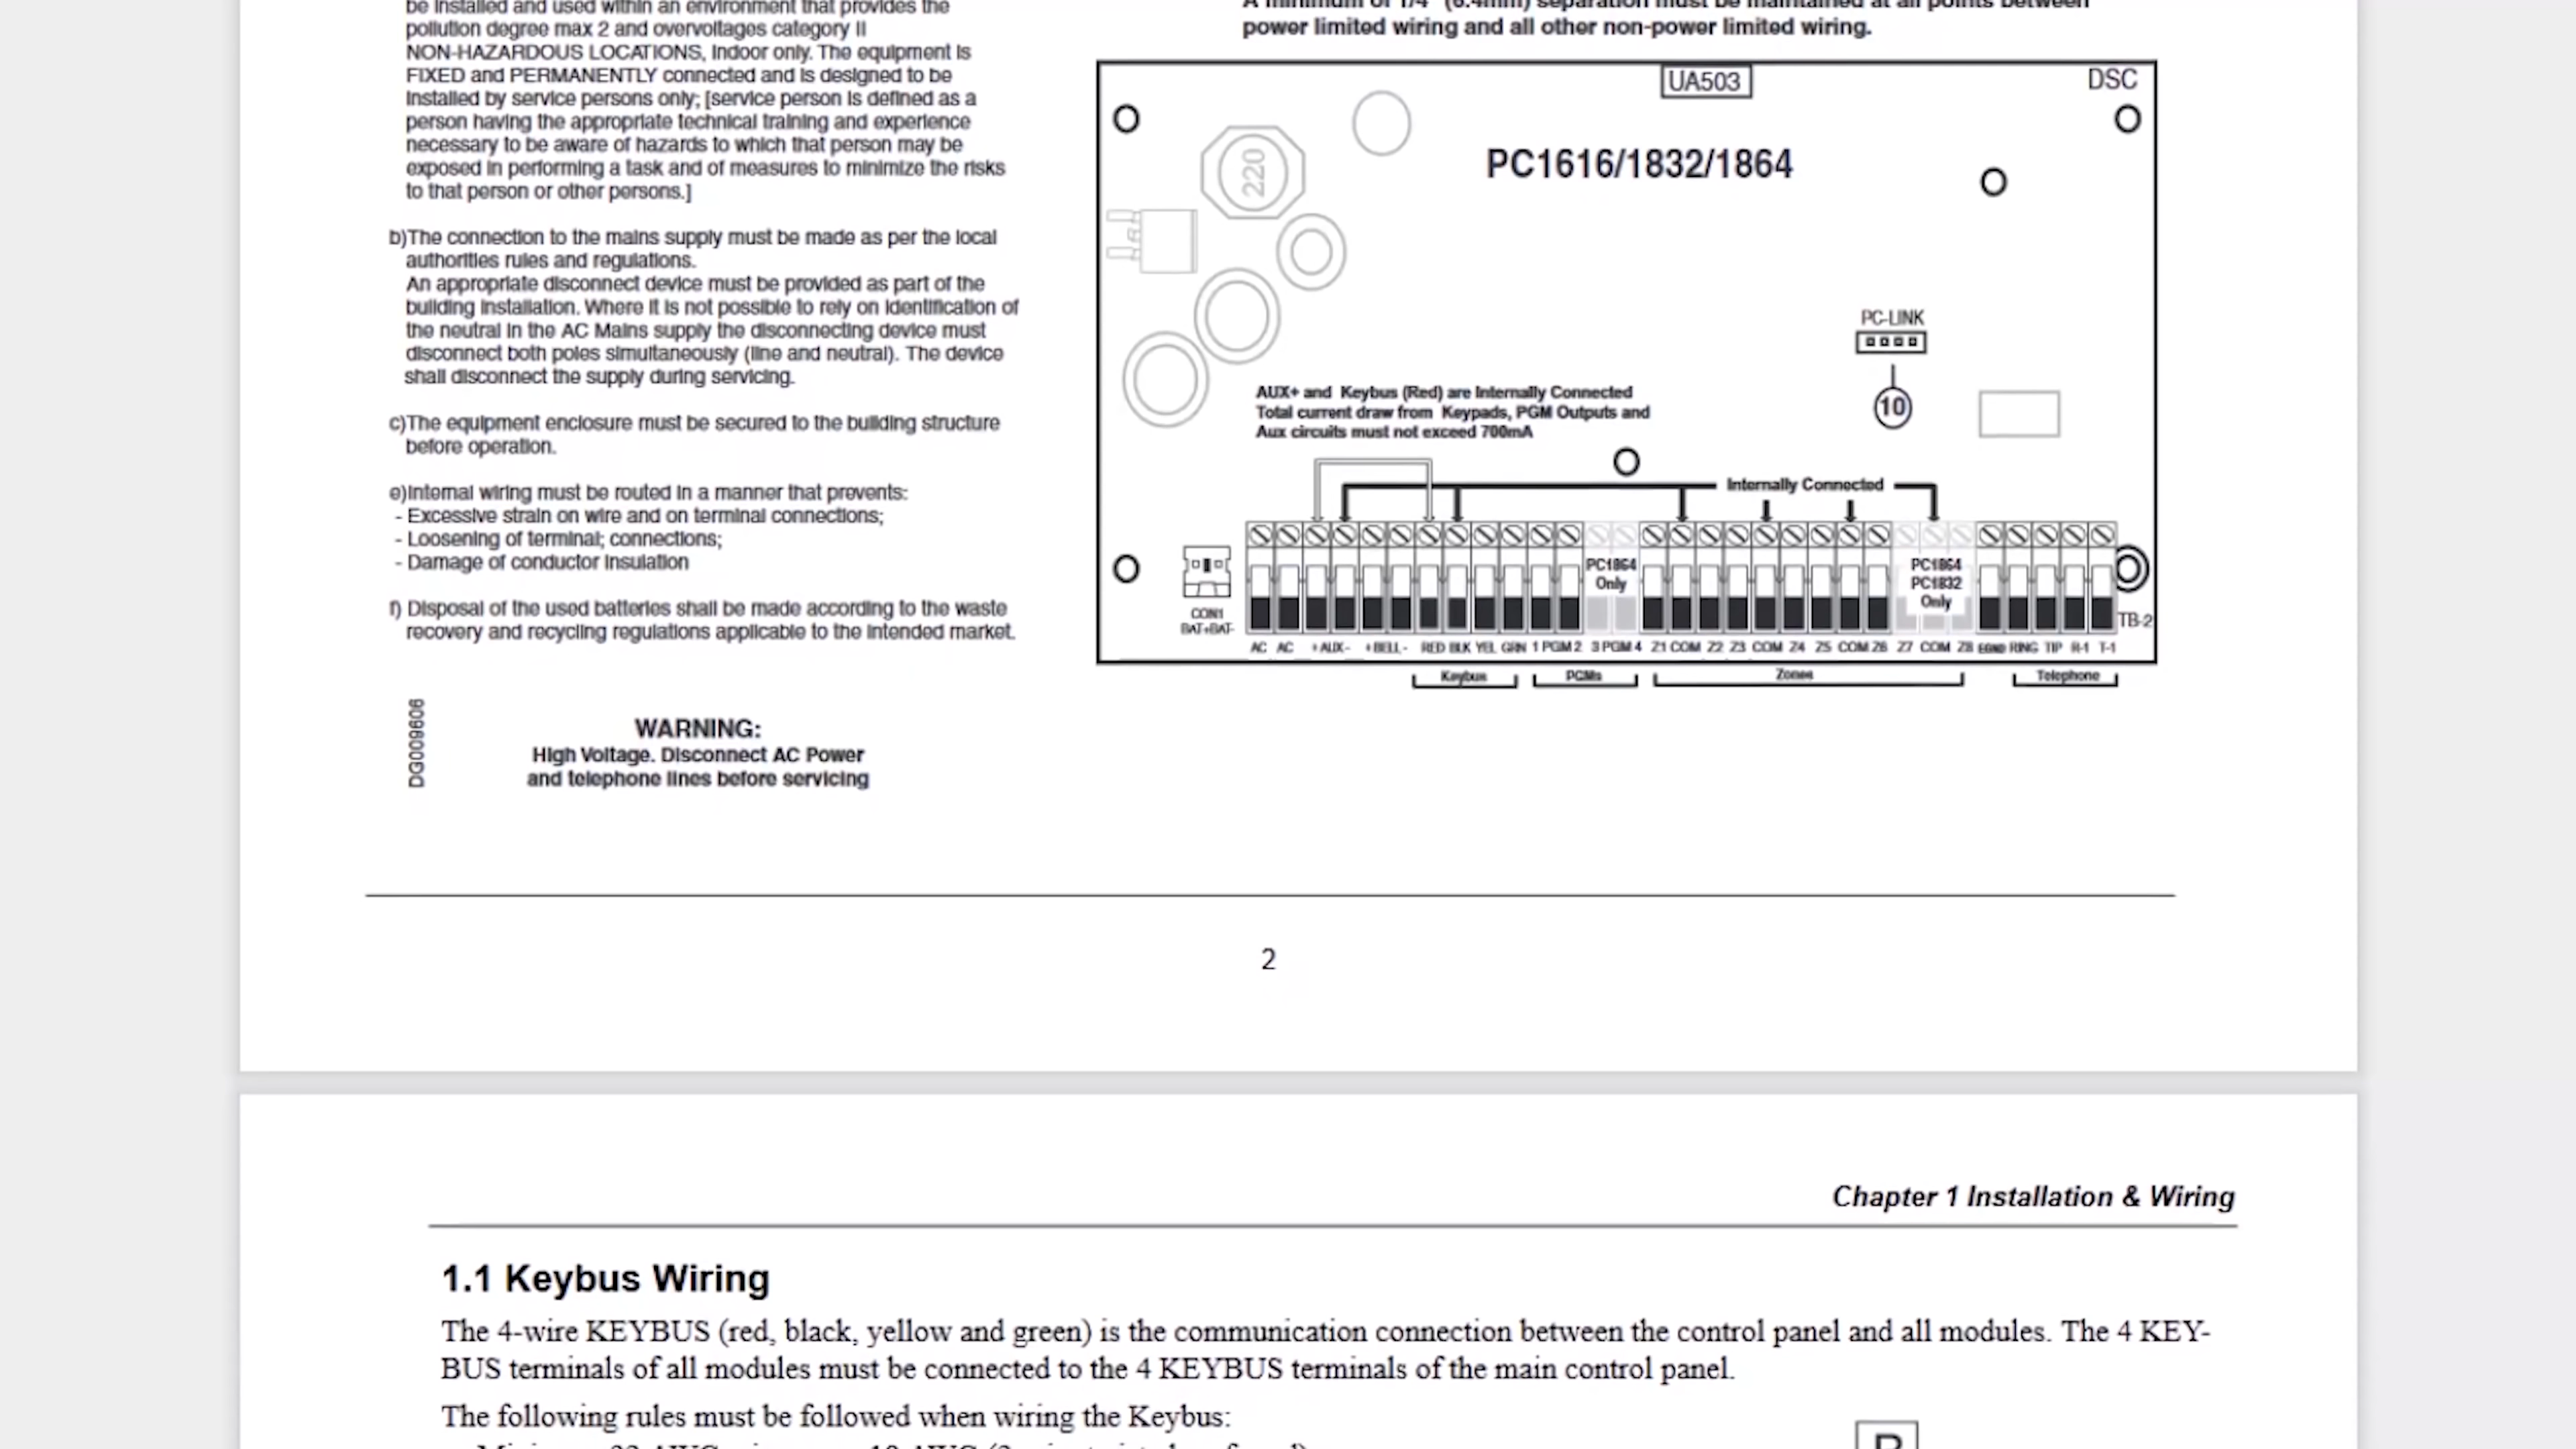 be installed and used within an environment that provides the
pollution degree max 2 and overvoltages category II
NON-HAZARDOUS LOCATIONS, Indoor only. The equipment is
FIXED and PERMANENTLY connected and is designed to be
installed by service persons only; [service person is defined as a
person having the appropriate technical training and experience
necessary to be aware of hazards to which that person may be
exposed in performing a task and of measures to minimize the risks
to that person or other persons.]
b)The connection to the mains supply must be made as per the local
authorities rules and regulations.
An appropriate disconnect device must be provided as part of the
building installation. Where it is not possible to rely on identification of
the neutral in the AC Mains supply the disconnecting device must
disconnect both poles simultaneously (line and neutral). The device
shall disconnect the supply during servicing.
c)The equipment enclosure must be secured to the building structure
before operation.
e)Internal wiring must be routed in a manner that prevents:
- Excessive strain on wire and on terminal connections;
- Loosening of terminal; connections;
- Damage of conductor insulation
f) Disposal of the used batteries shall be made according to the waste
recovery and recycling regulations applicable to the intended market.
DG009606
WARNING:
High Voltage. Disconnect AC Power
and telephone lines before servicing
A minimum of 1/4" (6.4mm) separation must be maintained at all points between
power limited wiring and all other non-power limited wiring.
UA503
DSC
PC1616/1832/1864
220
PC-LINK
10
AUX+ and Keybus (Red) are Internally Connected
Total current draw from Keypads, PGM Outputs and
Aux circuits must not exceed 700mA
Internally Connected
PC1864
Only
PC1864
PC1832
Only
CON1
BAT+BAT-
TB-2
AC AC +AUX- +BELL- RED BLK YEL GRN 1 PGM 2 3 PGM 4 Z1 COM Z2 Z3 COM Z4 Z5 COM Z6 Z7 COM Z8 EGND RING TIP R-1 T-1
Keybus PGMs Zones Telephone
2
Chapter 1 Installation & Wiring
1.1 Keybus Wiring
The 4-wire KEYBUS (red, black, yellow and green) is the communication connection between the control panel and all modules. The 4 KEY-
BUS terminals of all modules must be connected to the 4 KEYBUS terminals of the main control panel.
The following rules must be followed when wiring the Keybus: